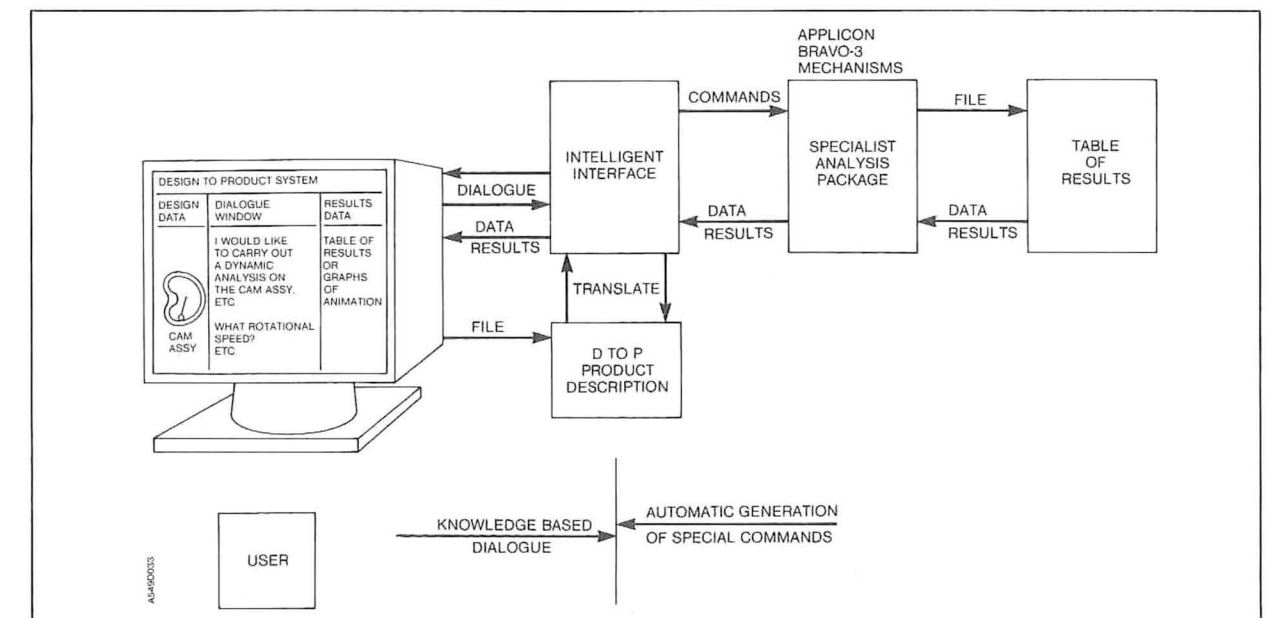 APPLICON
BRAVO-3
MECHANISMS
COMMANDS
FILE
INTELLIGENT
INTERFACE
SPECIALIST
ANALYSIS
PACKAGE
TABLE
OF
RESULTS
DIALOGUE
DATA
RESULTS
DATA
RESULTS
DATA
RESULTS
DESIGN TO PRODUCT SYSTEM
DESIGN
DATA
DIALOGUE
WINDOW
RESULTS
DATA
I WOULD LIKE
TO CARRY OUT
A DYNAMIC
ANALYSIS ON
THE CAM ASSY.
ETC
WHAT ROTATIONAL
SPEED?
ETC
TABLE OF
RESULTS
OR
GRAPHS
OF
ANIMATION
CAM
ASSY
TRANSLATE
FILE
D TO P
PRODUCT
DESCRIPTION
KNOWLEDGE BASED
DIALOGUE
AUTOMATIC GENERATION
OF SPECIAL COMMANDS
USER
A5490033